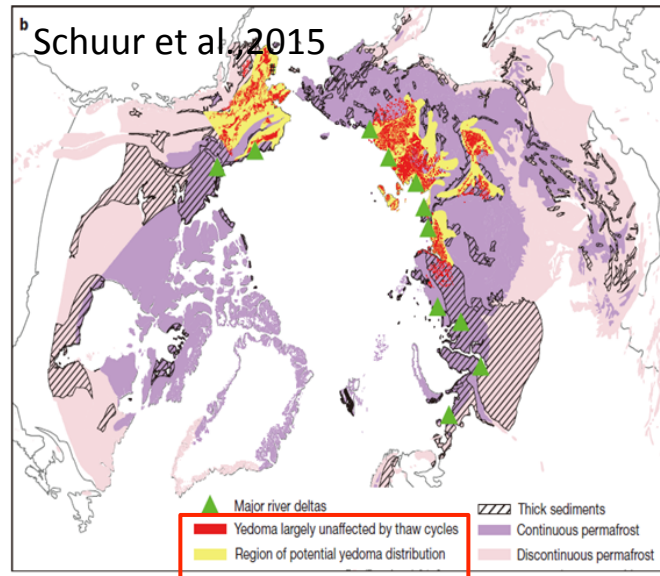 b
Schuur et al.,2015
Major river deltas
Yedoma largely unaffected by thaw cycles
Region of potential yedoma distribution
Thick sediments
Continuous permafrost
Discontinuous permafrost